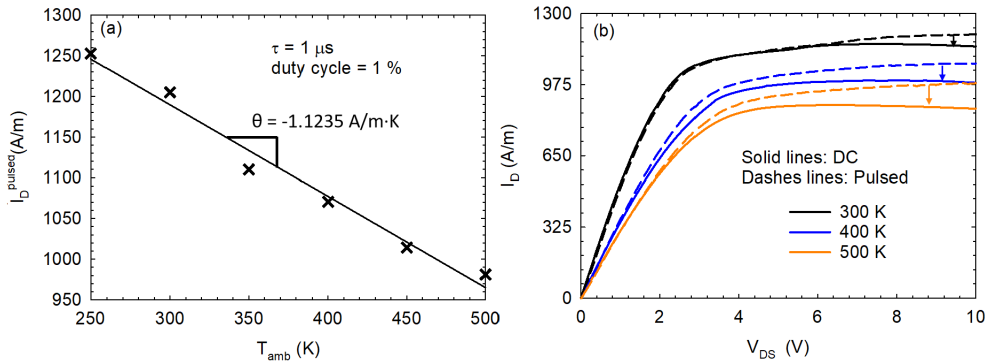 (a)
τ = 1 μs
duty cycle = 1 %
θ = -1.1235 A/m·K
I_D^pulsed (A/m)
1300
1250
1200
1150
1100
1050
1000
950
250
300
350
400
450
500
T_amb (K)
(b)
I_D (A/m)
1300
975
650
325
0
Solid lines: DC
Dashes lines: Pulsed
300 K
400 K
500 K
0
2
4
6
8
10
V_DS (V)